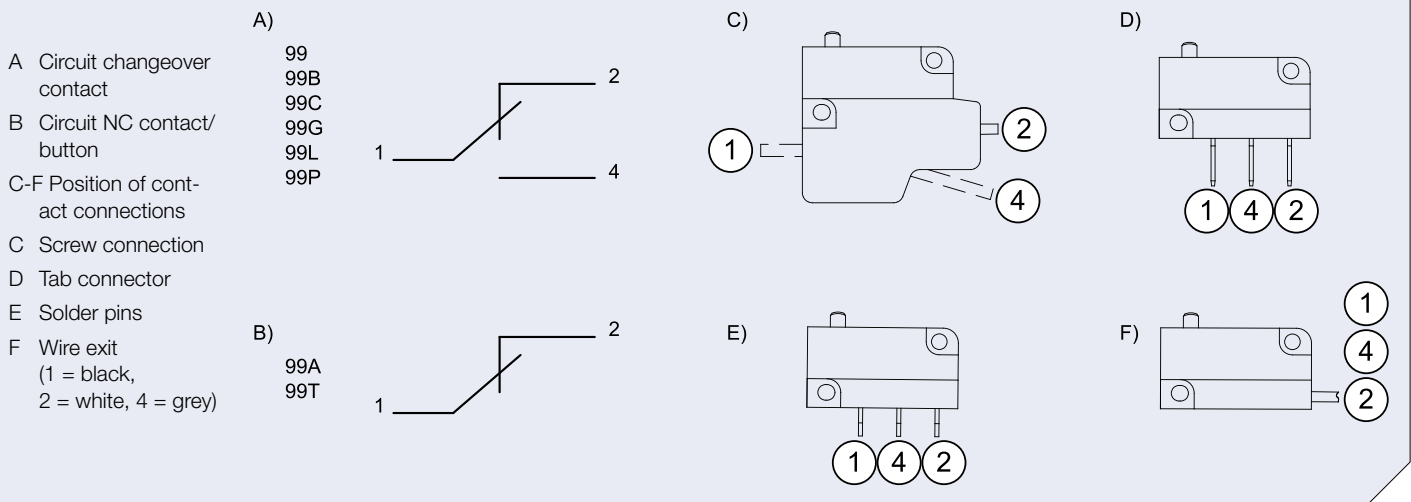 A Circuit changeover
contact
B Circuit NC contact/
button
C-F Position of cont-
act connections
C Screw connection
D Tab connector
E Solder pins
F Wire exit
(1 = black,
2 = white, 4 = grey)
A)
99
99B
99C
99G
99L
99P
1
2
4
C)
1
2
4
D)
1 4 2
B)
99A
99T
1
2
E)
1 4 2
F)
1
4
2